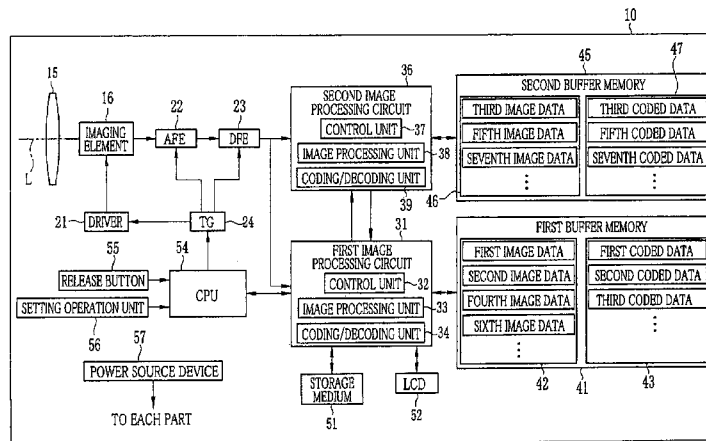 10
15
16
22
23
36
45
47
IMAGING
ELEMENT
AFE
DFE
L
SECOND IMAGE
PROCESSING CIRCUIT
CONTROL UNIT
37
IMAGE PROCESSING UNIT
38
CODING/DECODING UNIT
39
SECOND BUFFER MEMORY
THIRD IMAGE DATA
FIFTH IMAGE DATA
SEVENTH IMAGE DATA
⋮
THIRD CODED DATA
FIFTH CODED DATA
SEVENTH CODED DATA
⋮
46
DRIVER
21
TG
24
55
54
RELEASE BUTTON
SETTING OPERATION UNIT
56
CPU
31
FIRST IMAGE
PROCESSING CIRCUIT
CONTROL UNIT
32
IMAGE PROCESSING UNIT
33
CODING/DECODING UNIT
34
FIRST BUFFER MEMORY
FIRST IMAGE DATA
SECOND IMAGE DATA
FOURTH IMAGE DATA
SIXTH IMAGE DATA
⋮
FIRST CODED DATA
SECOND CODED DATA
THIRD CODED DATA
⋮
42
41
43
57
POWER SOURCE DEVICE
TO EACH PART
STORAGE
MEDIUM
51
LCD
52